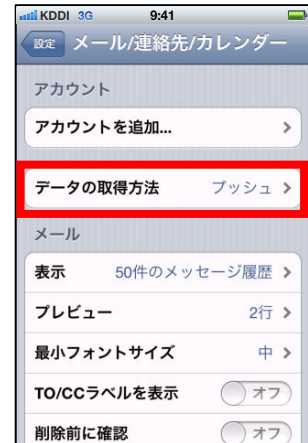 KDDI 3G 9:41
設定 メール/連絡先/カレンダー
アカウント
アカウントを追加...
データの取得方法 プッシュ
メール
表示 50件のメッセージ履歴
プレビュー 2行
最小フォントサイズ 中
TO/CCラベルを表示 オフ
削除前に確認 オフ